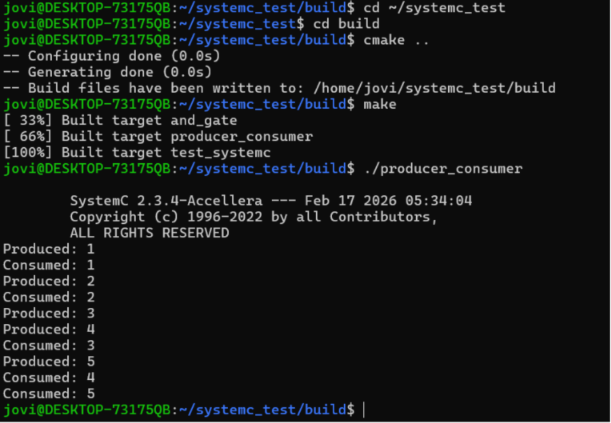 jovi@DESKTOP-73175QB:~/systemc_test/build$ cd ~/systemc_test
jovi@DESKTOP-73175QB:~/systemc_test$ cd build
jovi@DESKTOP-73175QB:~/systemc_test/build$ cmake ..
-- Configuring done (0.0s)
-- Generating done (0.0s)
-- Build files have been written to: /home/jovi/systemc_test/build
jovi@DESKTOP-73175QB:~/systemc_test/build$ make
[ 33%] Built target and_gate
[ 66%] Built target producer_consumer
[100%] Built target test_systemc
jovi@DESKTOP-73175QB:~/systemc_test/build$ ./producer_consumer
SystemC 2.3.4-Accellera --- Feb 17 2026 05:34:04
Copyright (c) 1996-2022 by all Contributors,
ALL RIGHTS RESERVED
Produced: 1
Consumed: 1
Produced: 2
Consumed: 2
Produced: 3
Produced: 4
Consumed: 3
Produced: 5
Consumed: 4
Consumed: 5
jovi@DESKTOP-73175QB:~/systemc_test/build$